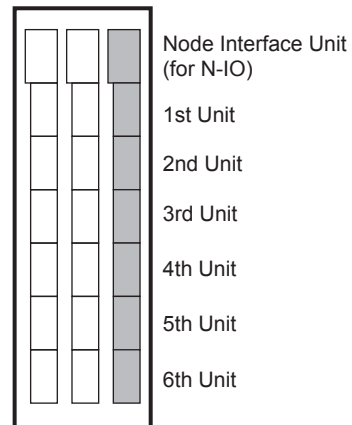 Node Interface Unit
(for N-IO)
1st Unit
2nd Unit
3rd Unit
4th Unit
5th Unit
6th Unit